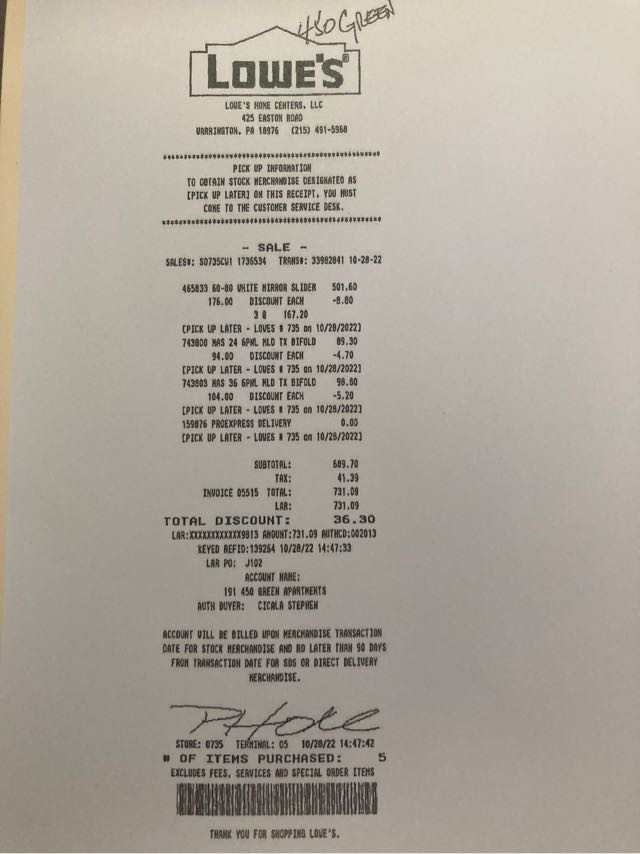 450 GREEN
LOWE'S®
LOWE'S HOME CENTERS, LLC
425 EASTON ROAD
WARRINGTON, PA 18976 (215) 491-5968
PICK UP INFORMATION
TO OBTAIN STOCK MERCHANDISE DESIGNATED AS
[PICK UP LATER] ON THIS RECEIPT, YOU MUST
COME TO THE CUSTOMER SERVICE DESK.
- SALE -
SALES#: SO735CW1 1736534 TRANS#: 33982841 10-28-22
465833 60-80 WHITE MIRROR SLIDER 501.60
176.00 DISCOUNT EACH -8.80
3 @ 167.20
[PICK UP LATER - LOWES # 735 on 10/28/2022]
743800 MAS 24 6PNL MLD TX BIFOLD 89.30
94.00 DISCOUNT EACH -4.70
[PICK UP LATER - LOWES # 735 on 10/28/2022]
743803 MAS 36 6PNL MLD TX BIFOLD 98.80
104.00 DISCOUNT EACH -5.20
[PICK UP LATER - LOWES # 735 on 10/28/2022]
159876 PROEXPRESS DELIVERY 0.00
[PICK UP LATER - LOWES # 735 on 10/28/2022]
SUBTOTAL: 689.70
TAX: 41.39
INVOICE 05515 TOTAL: 731.09
LAR: 731.09
TOTAL DISCOUNT: 36.30
LAR:XXXXXXXXXXXX9813 AMOUNT:731.09 AUTHCD:002013
KEYED REFID:139264 10/28/22 14:47:33
LAR PO: J102
ACCOUNT NAME:
191 450 GREEN APARTMENTS
AUTH BUYER: CICALA STEPHEN
ACCOUNT WILL BE BILLED UPON MERCHANDISE TRANSACTION
DATE FOR STOCK MERCHANDISE AND NO LATER THAN 90 DAYS
FROM TRANSACTION DATE FOR SOS OR DIRECT DELIVERY
MERCHANDISE.
STORE: 0735 TERMINAL: 05 10/28/22 14:47:42
# OF ITEMS PURCHASED: 5
EXCLUDES FEES, SERVICES AND SPECIAL ORDER ITEMS
THANK YOU FOR SHOPPING LOWE'S.